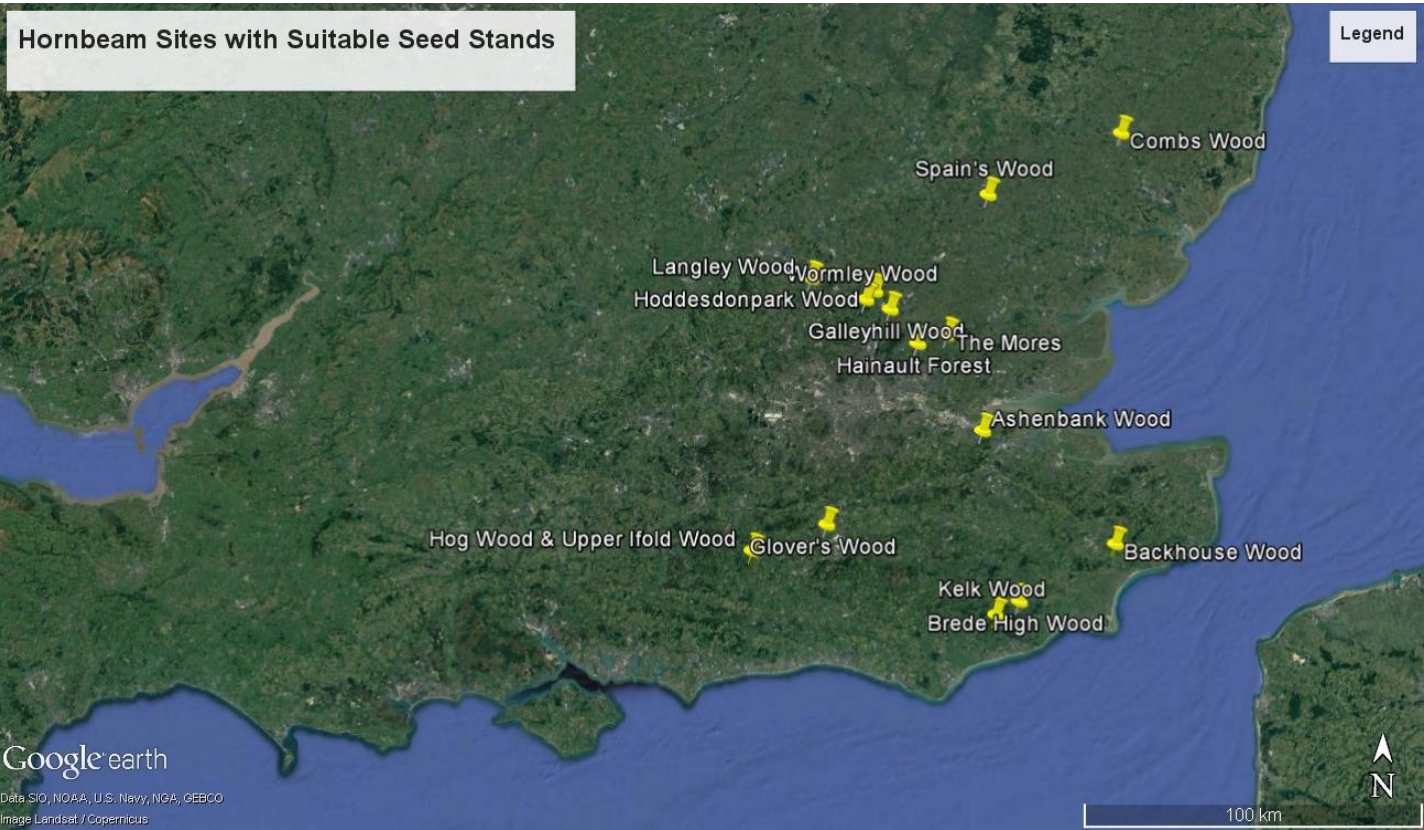 Hornbeam Sites with Suitable Seed Stands
Legend
Combs Wood
Spain's Wood
Langley Wood
Wormley Wood
Hoddesdonpark Wood
Galleyhill Wood
The Mores
Hainault Forest
Ashenbank Wood
Hog Wood & Upper Ifold Wood
Glover's Wood
Backhouse Wood
Kelk Wood
Brede High Wood
Google earth
Data SIO, NOAA, U.S. Navy, NGA, GEBCO
Image Landsat / Copernicus
N
100 km